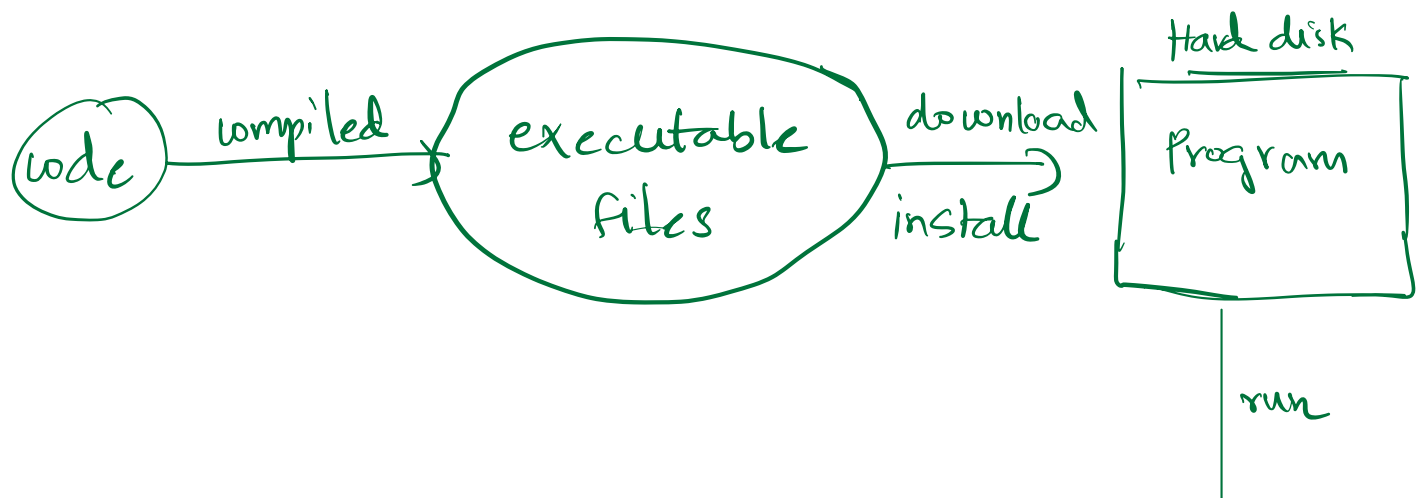 Hard disk
code
compiled
executable
files
download
install
Program
run